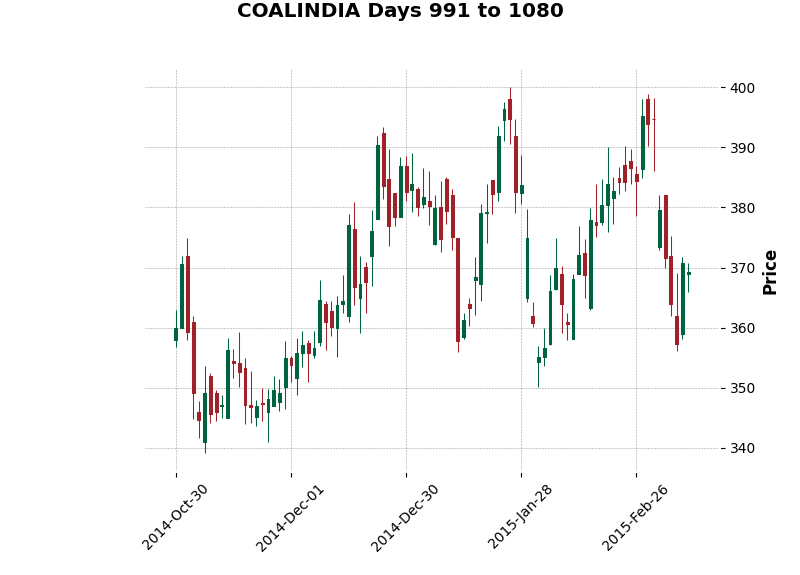 COALINDIA Days 991 to 1080
400
390
380
370
360
350
340
Price
2014-Oct-30
2014-Dec-01
2014-Dec-30
2015-Jan-28
2015-Feb-26